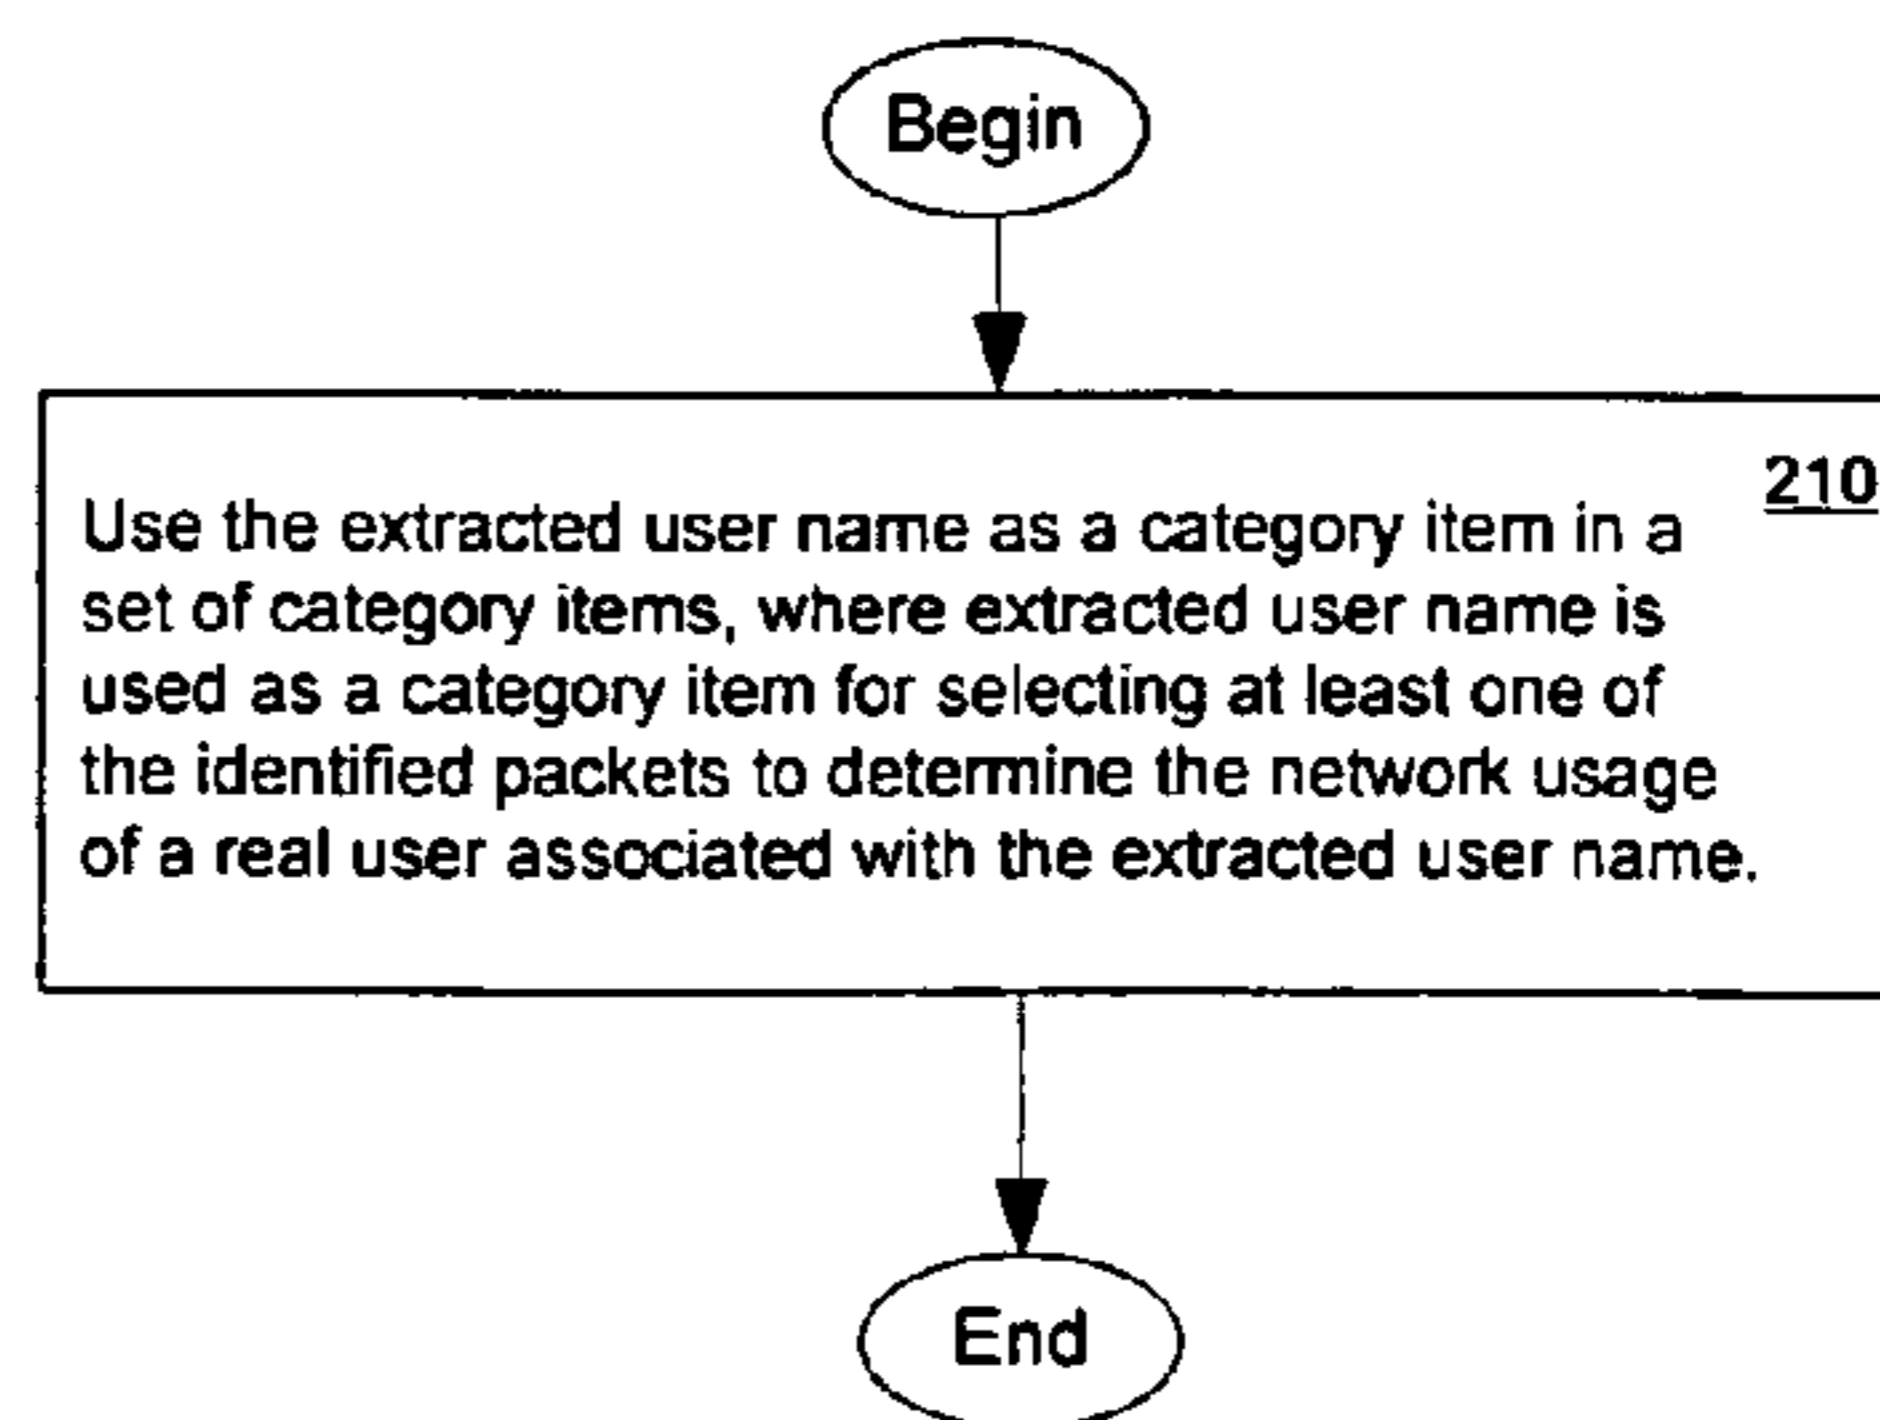 Begin
210
Use the extracted user name as a category item in a
set of category items, where extracted user name is
used as a category item for selecting at least one of
the identified packets to determine the network usage
of a real user associated with the extracted user name.
End